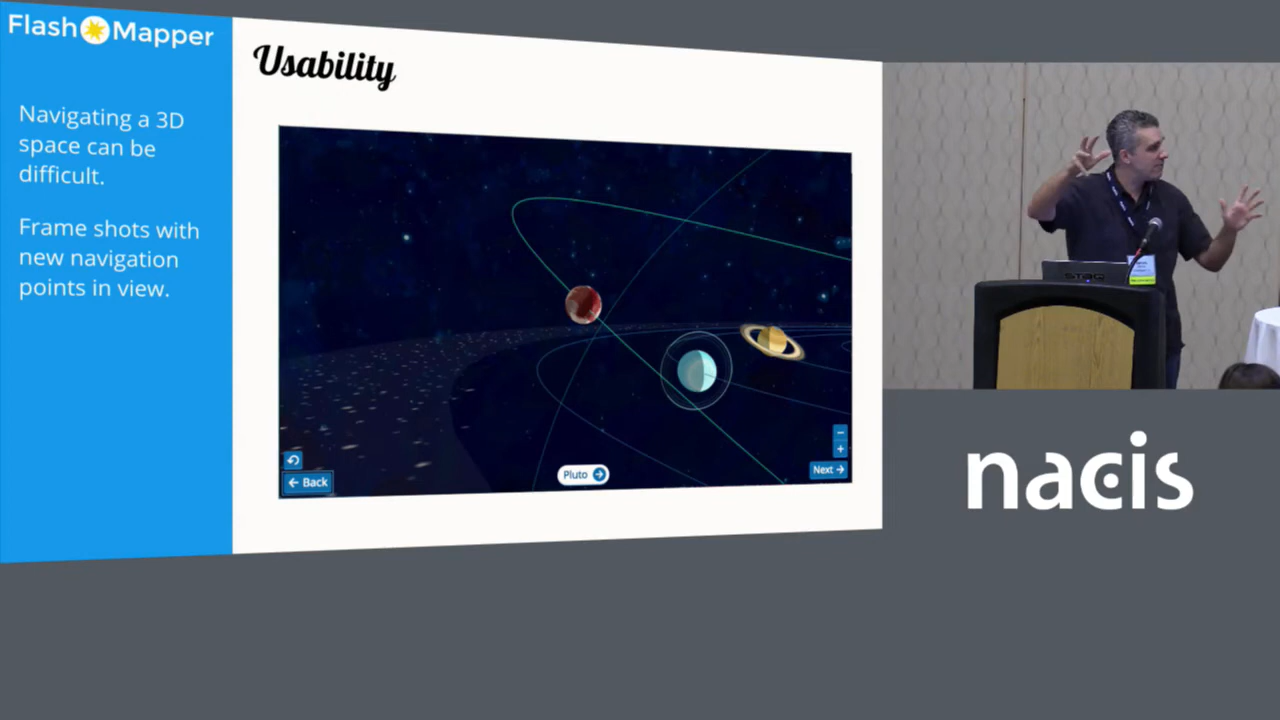 Flash Mapper
Navigating a 3D
space can be
difficult.
Frame shots with
new navigation
points in view.
Usability
Back
Pluto
Next
nacis